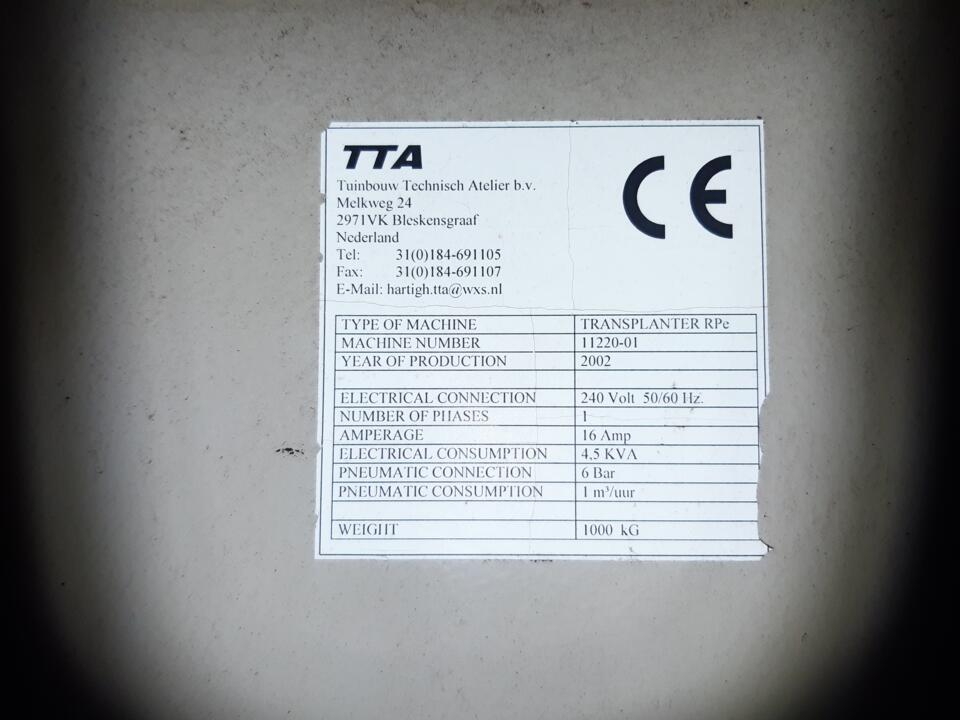 TTA
CE
Tuinbouw Technisch Atelier b.v.
Melkweg 24
2971VK Bleskensgraaf
Nederland
Tel: 31(0)184-691105
Fax: 31(0)184-691107
E-Mail: hartigh.tta@wxs.nl
TYPE OF MACHINE TRANSPLANTER RPe
MACHINE NUMBER 11220-01
YEAR OF PRODUCTION 2002
ELECTRICAL CONNECTION 240 Volt 50/60 Hz.
NUMBER OF PHASES 1
AMPERAGE 16 Amp
ELECTRICAL CONSUMPTION 4,5 KVA
PNEUMATIC CONNECTION 6 Bar
PNEUMATIC CONSUMPTION 1 m³/uur
WEIGHT 1000 kG